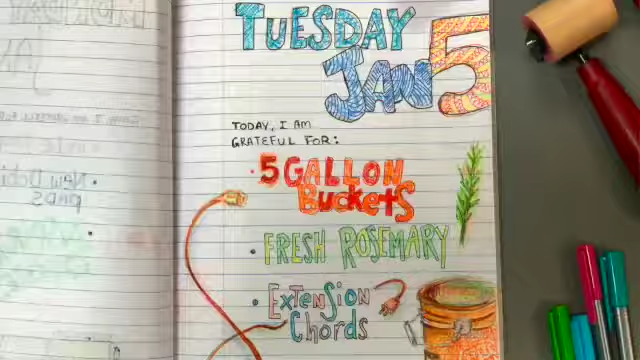 TUESDAY
JAN 5
TODAY, I AM
GRATEFUL FOR:
• 5 GALLON
BuckEtS
• FRESH ROSEMARY
• ExTENSiON
Chords